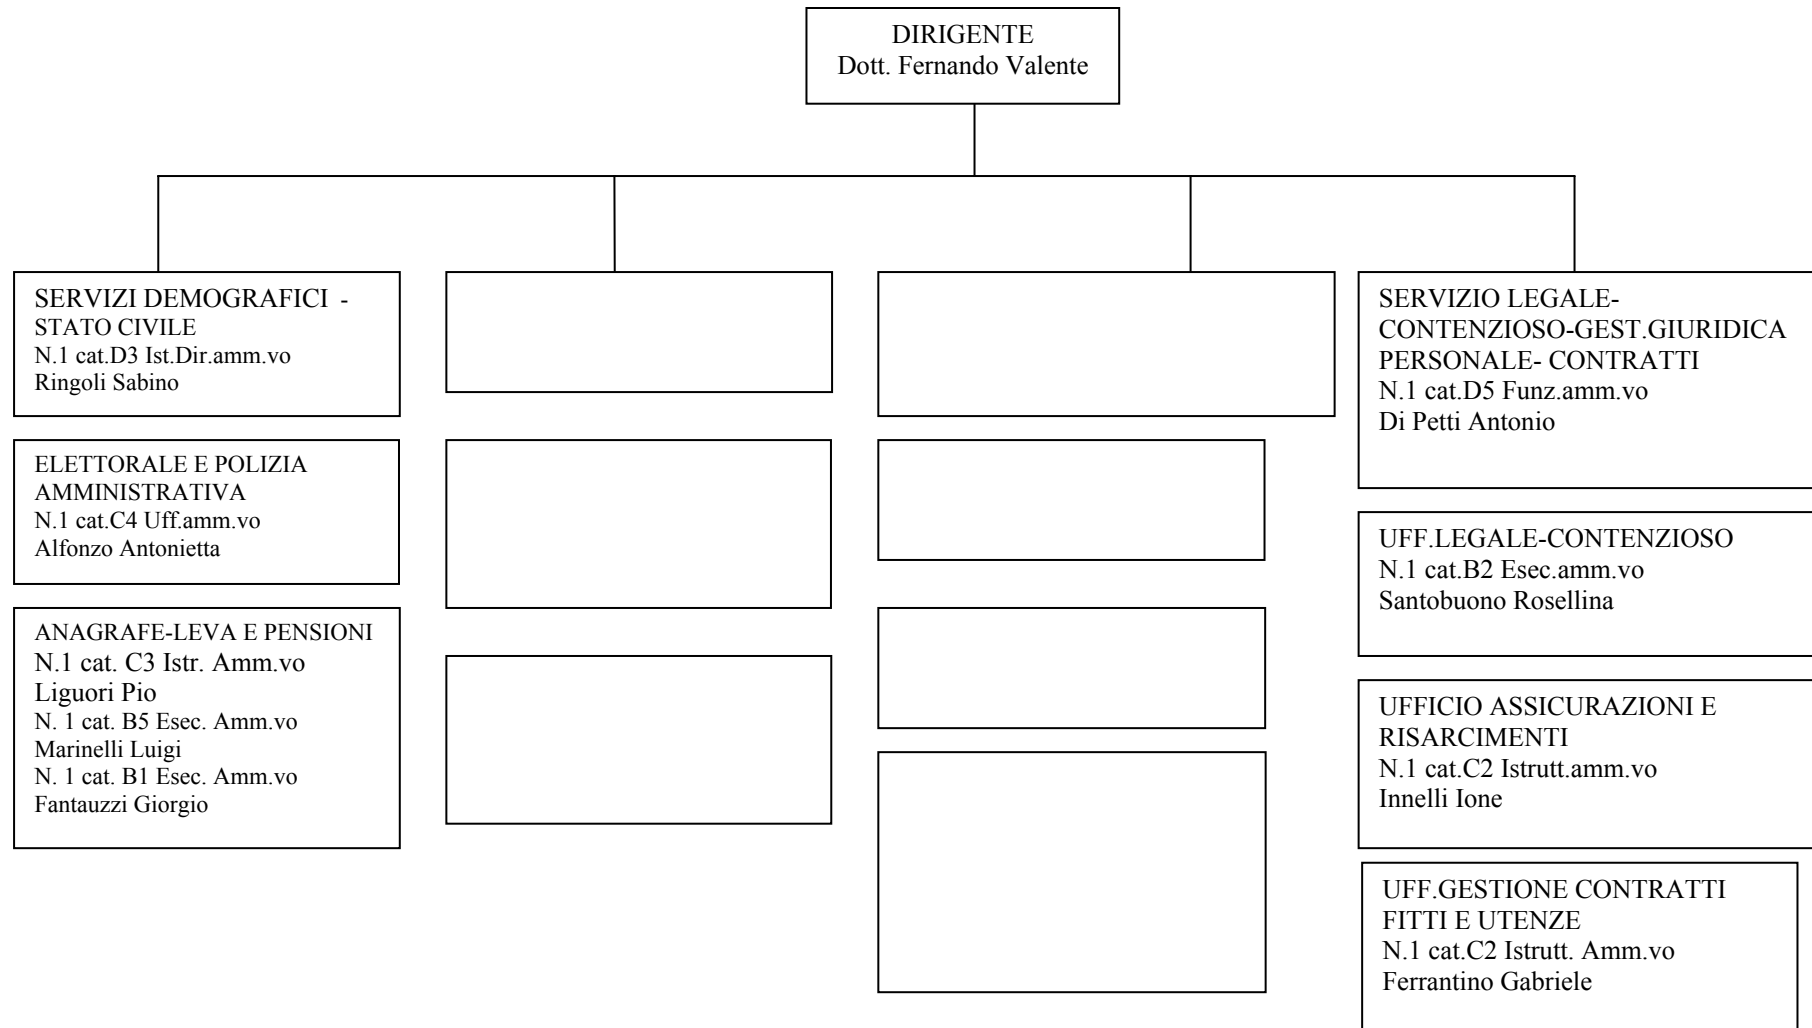 DIRIGENTE
Dott. Fernando Valente
SERVIZI DEMOGRAFICI -
STATO CIVILE
N.1 cat.D3 Ist.Dir.amm.vo
Ringoli Sabino
ELETTORALE E POLIZIA
AMMINISTRATIVA
N.1 cat.C4 Uff.amm.vo
Alfonzo Antonietta
ANAGRAFE-LEVA E PENSIONI
N.1 cat. C3 Istr. Amm.vo
Liguori Pio
N. 1 cat. B5 Esec. Amm.vo
Marinelli Luigi
N. 1 cat. B1 Esec. Amm.vo
Fantauzzi Giorgio
SERVIZIO LEGALE-
CONTENZIOSO-GEST.GIURIDICA
PERSONALE- CONTRATTI
N.1 cat.D5 Funz.amm.vo
Di Petti Antonio
UFF.LEGALE-CONTENZIOSO
N.1 cat.B2 Esec.amm.vo
Santobuono Rosellina
UFFICIO ASSICURAZIONI E
RISARCIMENTI
N.1 cat.C2 Istrutt.amm.vo
Innelli Ione
UFF.GESTIONE CONTRATTI
FITTI E UTENZE
N.1 cat.C2 Istrutt. Amm.vo
Ferrantino Gabriele